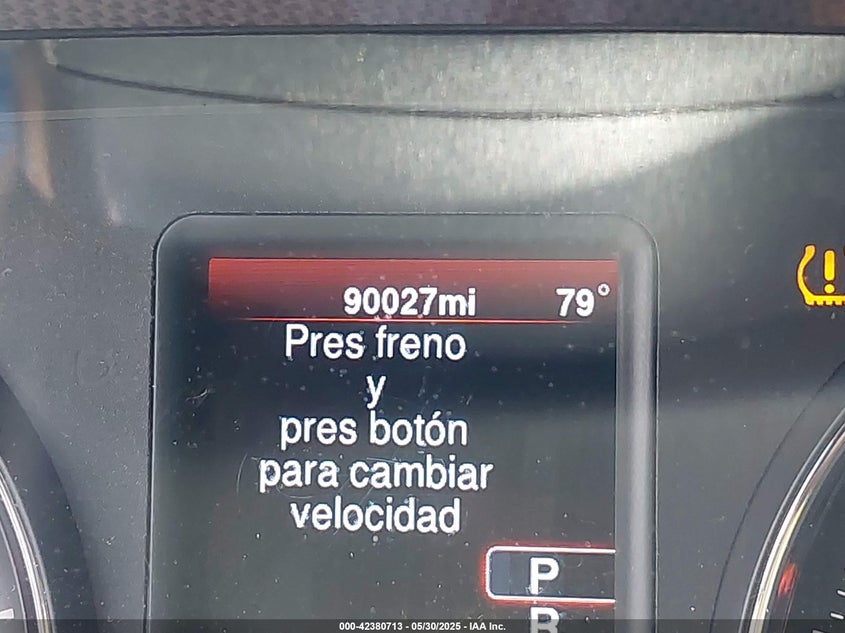 90027mi 79°
Pres freno
y
pres botón
para cambiar
velocidad
P
R
000-42380713 - 05/30/2025 - IAA Inc.